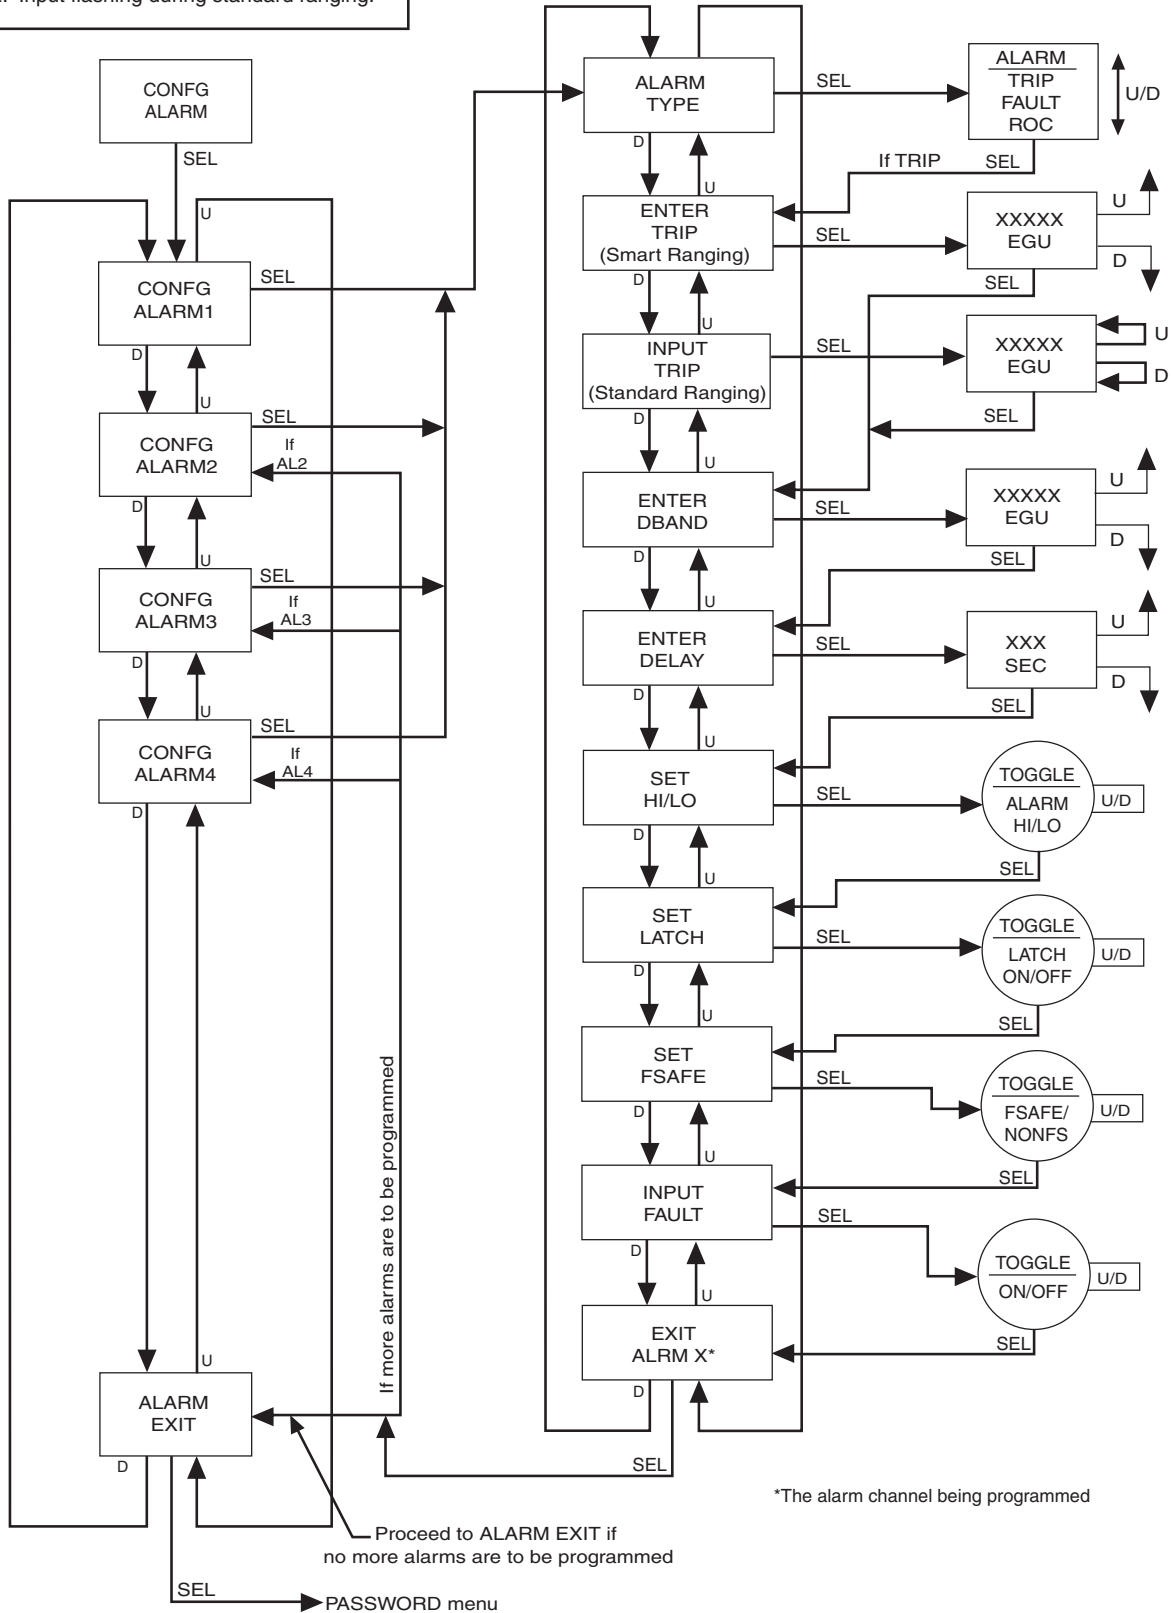 Input flashing during standard ranging.
CONFG
ALARM
SEL
U
CONFG
ALARM1
SEL
D
U
CONFG
ALARM2
SEL
If
AL2
D
U
CONFG
ALARM3
SEL
If
AL3
D
U
CONFG
ALARM4
SEL
If
AL4
D
If more alarms are to be programmed
U
ALARM
EXIT
D
SEL
Proceed to ALARM EXIT if
no more alarms are to be programmed
SEL
PASSWORD menu
ALARM
TYPE
SEL
ALARM
TRIP
FAULT
ROC
U/D
D
U
If TRIP
SEL
ENTER
TRIP
(Smart Ranging)
SEL
XXXXX
EGU
U
D
D
U
SEL
INPUT
TRIP
(Standard Ranging)
SEL
XXXXX
EGU
U
D
D
U
SEL
ENTER
DBAND
SEL
XXXXX
EGU
U
D
D
U
SEL
ENTER
DELAY
SEL
XXX
SEC
U
D
D
U
SEL
SET
HI/LO
SEL
TOGGLE
ALARM
HI/LO
U/D
D
U
SEL
SET
LATCH
SEL
TOGGLE
LATCH
ON/OFF
U/D
D
U
SEL
SET
FSAFE
SEL
TOGGLE
FSAFE/
NONFS
U/D
D
U
SEL
INPUT
FAULT
SEL
TOGGLE
ON/OFF
U/D
D
U
SEL
EXIT
ALRM X*
D
*The alarm channel being programmed